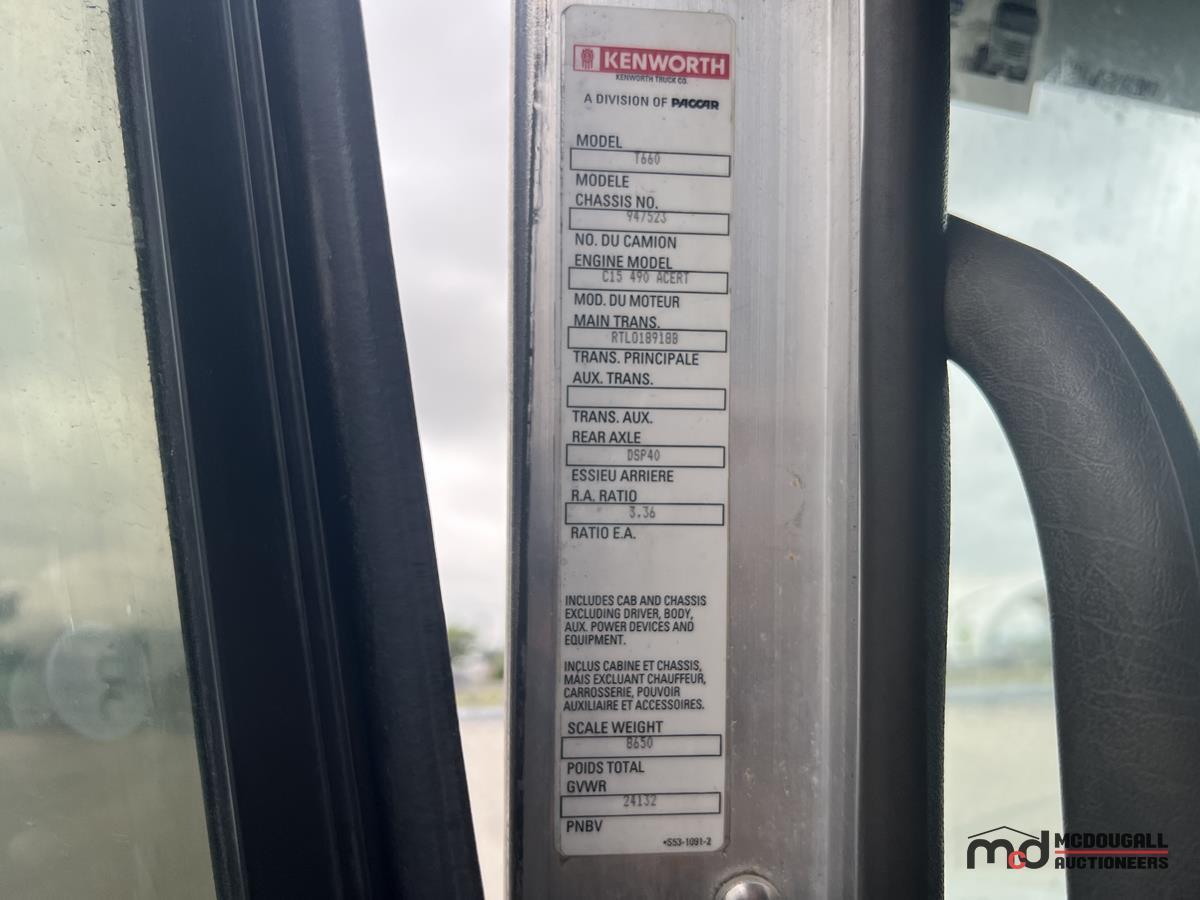 KENWORTH
KENWORTH TRUCK CO.
A DIVISION OF PACCAR
MODEL
T660
MODELE
CHASSIS NO.
947523
NO. DU CAMION
ENGINE MODEL
C15 490 ACERT
MOD. DU MOTEUR
MAIN TRANS.
RTLO18918B
TRANS. PRINCIPALE
AUX. TRANS.
TRANS. AUX.
REAR AXLE
DSP40
ESSIEU ARRIERE
R.A. RATIO
3.36
RATIO E.A.
INCLUDES CAB AND CHASSIS
EXCLUDING DRIVER, BODY,
AUX. POWER DEVICES AND
EQUIPMENT.
INCLUS CABINE ET CHASSIS,
MAIS EXCLUANT CHAUFFEUR,
CARROSSERIE, POUVOIR
AUXILIAIRE ET ACCESSOIRES.
SCALE WEIGHT
8650
POIDS TOTAL
GVWR
24132
PNBV
*S53-1091-2
mcd MCDOUGALL
AUCTIONEERS